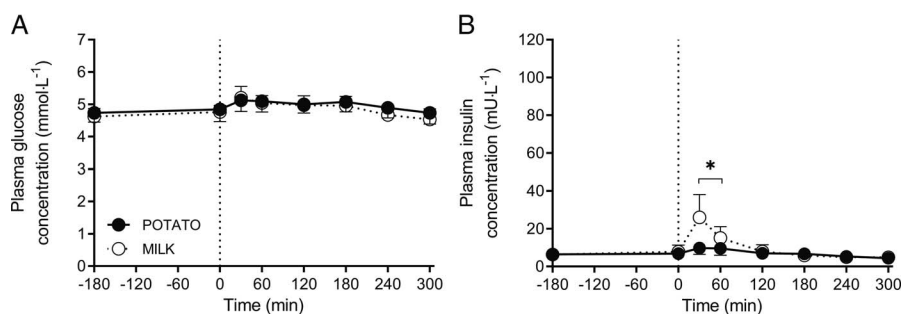 A
Plasma glucose
concentration (mmol·L⁻¹)
7
6
5
4
3
2
1
0
POTATO
MILK
-180 -120 -60 0 60 120 180 240 300
Time (min)
B
Plasma insulin
concentration (mU·L⁻¹)
120
100
80
60
40
20
0
*
-180 -120 -60 0 60 120 180 240 300
Time (min)